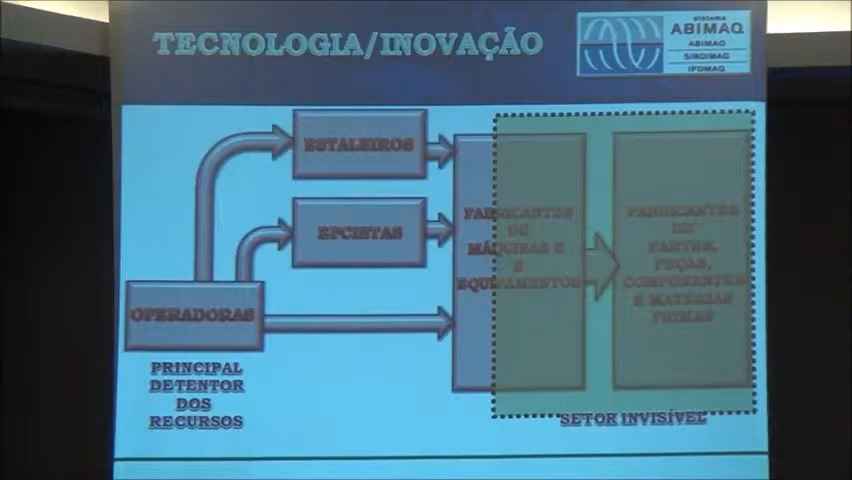 TECNOLOGIA/INOVAÇÃO
SISTEMA
ABIMAQ
ABIMAQ
SINDIMAQ
IPDMAQ
ESTALEIROS
EPCISTAS
OPERADORAS
PRINCIPAL
DETENTOR
DOS
RECURSOS
FABRICANTES
DE
MÁQUINAS E
E
EQUIPAMENTOS
FABRICANTES
DE
PARTES,
PEÇAS,
COMPONENTES
E MATÉRIAS
PRIMAS
SETOR INVISÍVEL